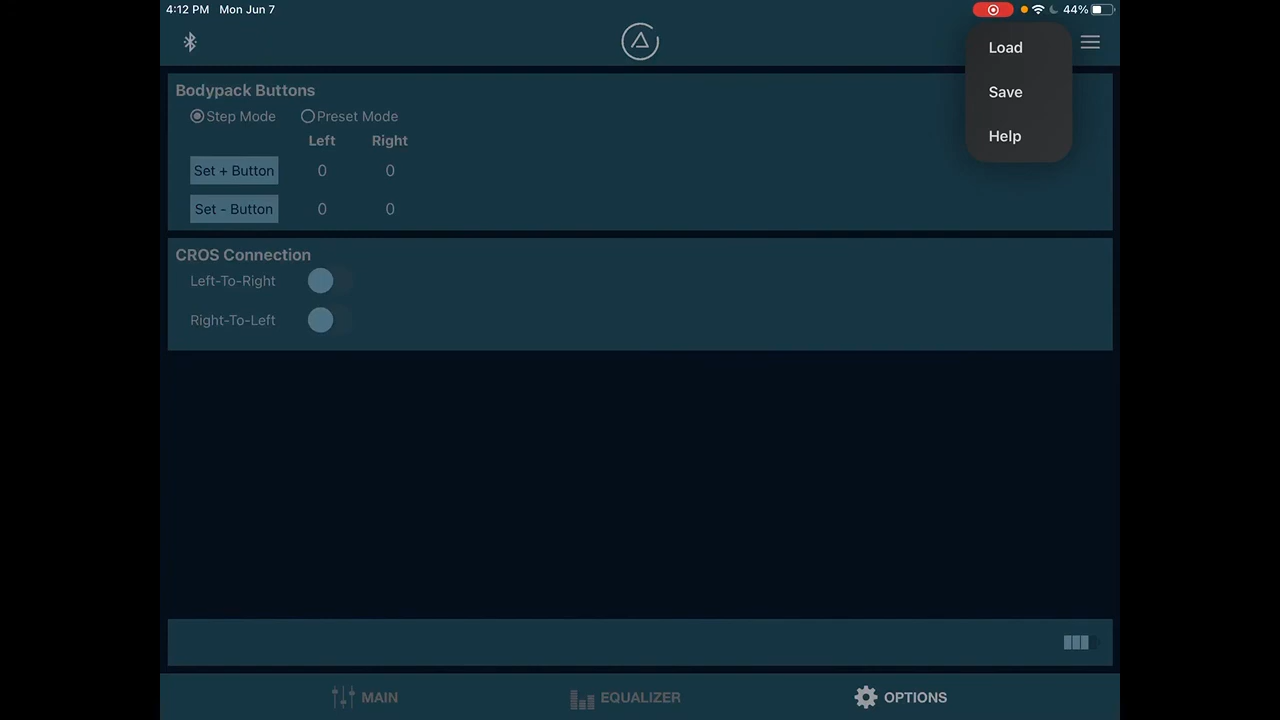 4:12 PM Mon Jun 7
44%
Load
Save
Help
Bodypack Buttons
Step Mode Preset Mode
Left Right
Set + Button 0 0
Set - Button 0 0
CROS Connection
Left-To-Right
Right-To-Left
MAIN EQUALIZER OPTIONS